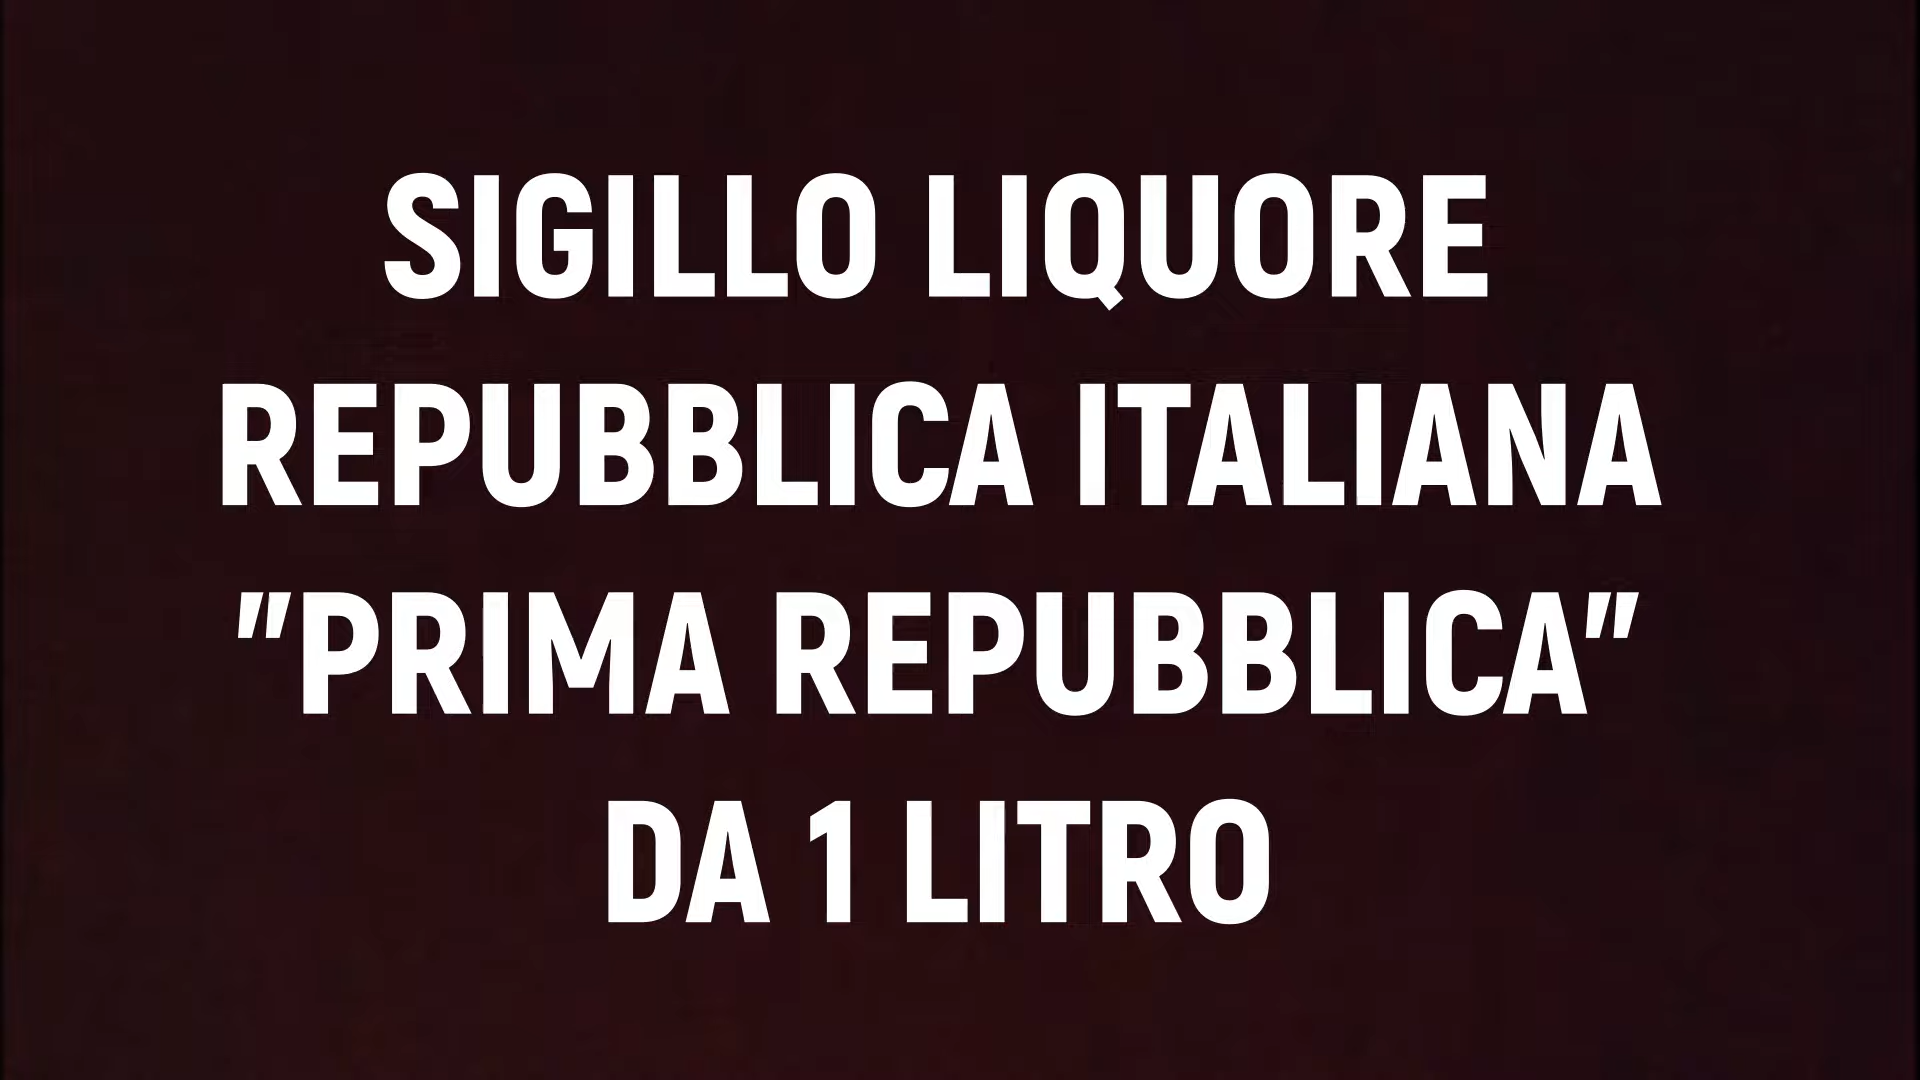 SIGILLO LIQUORE
REPUBBLICA ITALIANA
"PRIMA REPUBBLICA"
DA 1 LITRO